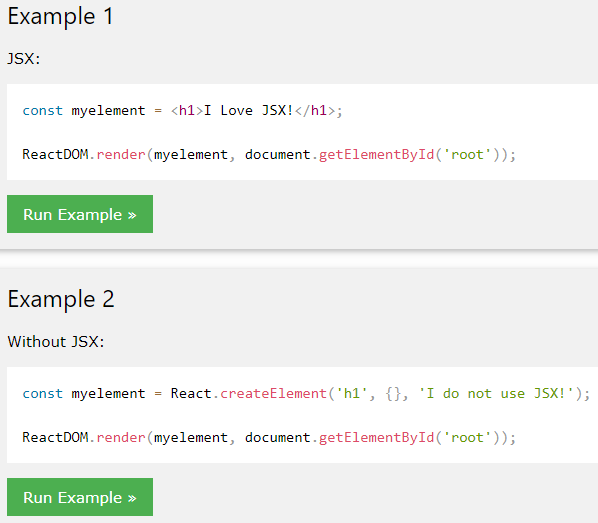 Example 1
JSX:
const myelement = <h1>I Love JSX!</h1>;
ReactDOM.render(myelement, document.getElementById('root'));
Run Example »
Example 2
Without JSX:
const myelement = React.createElement('h1', {}, 'I do not use JSX!');
ReactDOM.render(myelement, document.getElementById('root'));
Run Example »